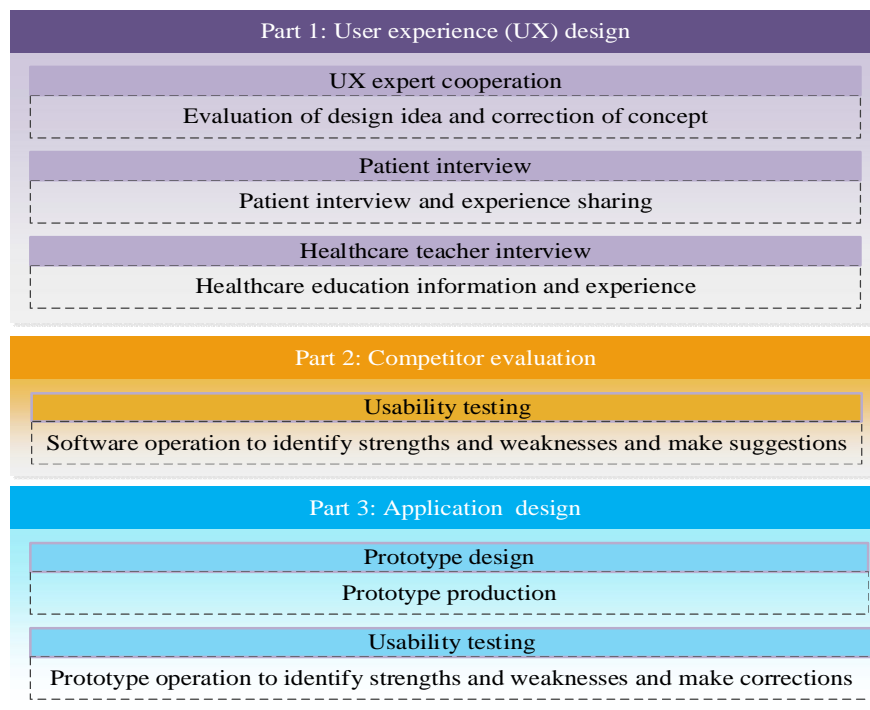 Part 1: User experience (UX) design
UX expert cooperation
Evaluation of design idea and correction of concept
Patient interview
Patient interview and experience sharing
Healthcare teacher interview
Healthcare education information and experience
Part 2: Competitor evaluation
Usability testing
Software operation to identify strengths and weaknesses and make suggestions
Part 3: Application design
Prototype design
Prototype production
Usability testing
Prototype operation to identify strengths and weaknesses and make corrections